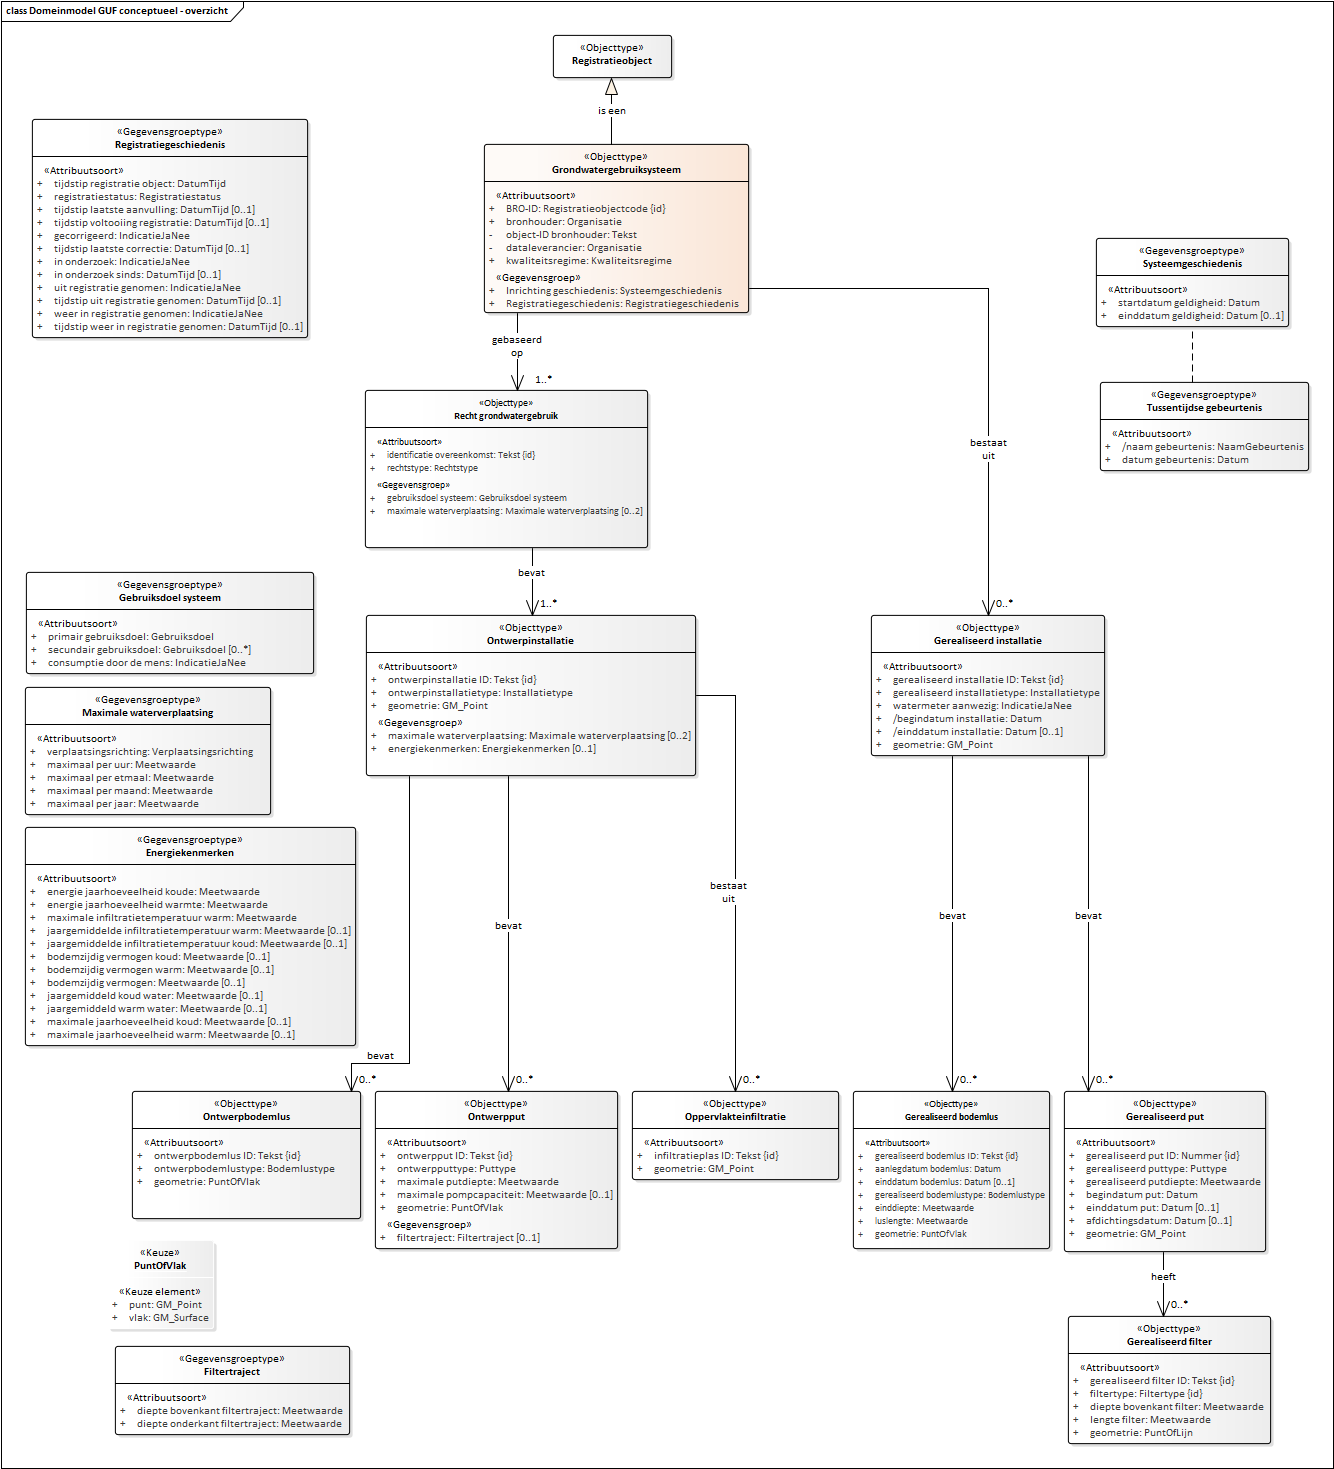 class Domeinmodel GUF conceptueel - overzicht
«Objecttype»
Registratieobject
is een
«Gegevensgroeptype»
Registratiegeschiedenis
«Attribuutsoort»
+ tijdstip registratie object: DatumTijd
+ registratiestatus: Registratiestatus
+ tijdstip laatste aanvulling: DatumTijd [0..1]
+ tijdstip voltooiing registratie: DatumTijd [0..1]
+ gecorrigeerd: IndicatieJaNee
+ tijdstip laatste correctie: DatumTijd [0..1]
+ in onderzoek: IndicatieJaNee
+ in onderzoek sinds: DatumTijd [0..1]
+ uit registratie genomen: IndicatieJaNee
+ tijdstip uit registratie genomen: DatumTijd [0..1]
+ weer in registratie genomen: IndicatieJaNee
+ tijdstip weer in registratie genomen: DatumTijd [0..1]
«Objecttype»
Grondwatergebruiksysteem
«Attribuutsoort»
+ BRO-ID: Registratieobjectcode {id}
+ bronhouder: Organisatie
- object-ID bronhouder: Tekst
- dataleverancier: Organisatie
+ kwaliteitsregime: Kwaliteitsregime
«Gegevensgroep»
+ Inrichting geschiedenis: Systeemgeschiedenis
+ Registratiegeschiedenis: Registratiegeschiedenis
«Gegevensgroeptype»
Systeemgeschiedenis
«Attribuutsoort»
+ startdatum geldigheid: Datum
+ einddatum geldigheid: Datum [0..1]
«Gegevensgroeptype»
Tussentijdse gebeurtenis
«Attribuutsoort»
+ /naam gebeurtenis: NaamGebeurtenis
+ datum gebeurtenis: Datum
gebaseerd
op
1..*
bestaat
uit
0..*
«Objecttype»
Recht grondwatergebruik
«Attribuutsoort»
+ identificatie overeenkomst: Tekst {id}
+ rechtstype: Rechtstype
«Gegevensgroep»
+ gebruiksdoel systeem: Gebruiksdoel systeem
+ maximale waterverplaatsing: Maximale waterverplaatsing [0..2]
bevat
1..*
«Gegevensgroeptype»
Gebruiksdoel systeem
«Attribuutsoort»
+ primair gebruiksdoel: Gebruiksdoel
+ secundair gebruiksdoel: Gebruiksdoel [0..*]
+ consumptie door de mens: IndicatieJaNee
«Gegevensgroeptype»
Maximale waterverplaatsing
«Attribuutsoort»
+ verplaatsingsrichting: Verplaatsingsrichting
+ maximaal per uur: Meetwaarde
+ maximaal per etmaal: Meetwaarde
+ maximaal per maand: Meetwaarde
+ maximaal per jaar: Meetwaarde
«Gegevensgroeptype»
Energiekenmerken
«Attribuutsoort»
+ energie jaarhoeveelheid koude: Meetwaarde
+ energie jaarhoeveelheid warmte: Meetwaarde
+ maximale infiltratietemperatuur warm: Meetwaarde
+ jaargemiddelde infiltratietemperatuur warm: Meetwaarde [0..1]
+ jaargemiddelde infiltratietemperatuur koud: Meetwaarde [0..1]
+ bodemzijdig vermogen koud: Meetwaarde [0..1]
+ bodemzijdig vermogen warm: Meetwaarde [0..1]
+ bodemzijdig vermogen: Meetwaarde [0..1]
+ jaargemiddeld koud water: Meetwaarde [0..1]
+ jaargemiddeld warm water: Meetwaarde [0..1]
+ maximale jaarhoeveelheid koud: Meetwaarde [0..1]
+ maximale jaarhoeveelheid warm: Meetwaarde [0..1]
«Objecttype»
Ontwerpinstallatie
«Attribuutsoort»
+ ontwerpinstallatie ID: Tekst {id}
+ ontwerpinstallatietype: Installatietype
+ geometrie: GM_Point
«Gegevensgroep»
+ maximale waterverplaatsing: Maximale waterverplaatsing [0..2]
+ energiekenmerken: Energiekenmerken [0..1]
«Objecttype»
Gerealiseerd installatie
«Attribuutsoort»
+ gerealiseerd installatie ID: Tekst {id}
+ gerealiseerd installatietype: Installatietype
+ watermeter aanwezig: IndicatieJaNee
+ /begindatum installatie: Datum
+ /einddatum installatie: Datum [0..1]
+ geometrie: GM_Point
bevat
0..*
bevat
0..*
bestaat
uit
0..*
bevat
0..*
bevat
0..*
«Objecttype»
Ontwerpbodemlus
«Attribuutsoort»
+ ontwerpbodemlus ID: Tekst {id}
+ ontwerpbodemlustype: Bodemlustype
+ geometrie: PuntOfVlak
«Objecttype»
Ontwerpput
«Attribuutsoort»
+ ontwerpput ID: Tekst {id}
+ ontwerpputtype: Puttype
+ maximale putdiepte: Meetwaarde
+ maximale pompcapaciteit: Meetwaarde [0..1]
+ geometrie: PuntOfVlak
«Gegevensgroep»
+ filtertraject: Filtertraject [0..1]
«Objecttype»
Oppervlakteinfiltratie
«Attribuutsoort»
+ infiltratieplas ID: Tekst {id}
+ geometrie: GM_Point
«Objecttype»
Gerealiseerd bodemlus
«Attribuutsoort»
+ gerealiseerd bodemlus ID: Tekst {id}
+ aanlegdatum bodemlus: Datum
+ einddatum bodemlus: Datum [0..1]
+ gerealiseerd bodemlustype: Bodemlustype
+ einddiepte: Meetwaarde
+ luslengte: Meetwaarde
+ geometrie: PuntOfVlak
«Objecttype»
Gerealiseerd put
«Attribuutsoort»
+ gerealiseerd put ID: Nummer {id}
+ gerealiseerd puttype: Puttype
+ gerealiseerd putdiepte: Meetwaarde
+ begindatum put: Datum
+ einddatum put: Datum [0..1]
+ afdichtingsdatum: Datum [0..1]
+ geometrie: GM_Point
«Keuze»
PuntOfVlak
«Keuze element»
+ punt: GM_Point
+ vlak: GM_Surface
heeft
0..*
«Gegevensgroeptype»
Filtertraject
«Attribuutsoort»
+ diepte bovenkant filtertraject: Meetwaarde
+ diepte onderkant filtertraject: Meetwaarde
«Objecttype»
Gerealiseerd filter
«Attribuutsoort»
+ gerealiseerd filter ID: Tekst {id}
+ filtertype: Filtertype {id}
+ diepte bovenkant filter: Meetwaarde
+ lengte filter: Meetwaarde
+ geometrie: PuntOfLijn